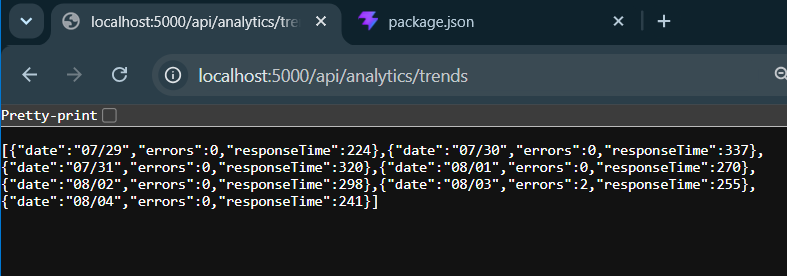 localhost:5000/api/analytics/tre
package.json
localhost:5000/api/analytics/trends
Pretty-print
[{"date":"07/29","errors":0,"responseTime":224},{"date":"07/30","errors":0,"responseTime":337},
{"date":"07/31","errors":0,"responseTime":320},{"date":"08/01","errors":0,"responseTime":270},
{"date":"08/02","errors":0,"responseTime":298},{"date":"08/03","errors":2,"responseTime":255},
{"date":"08/04","errors":0,"responseTime":241}]